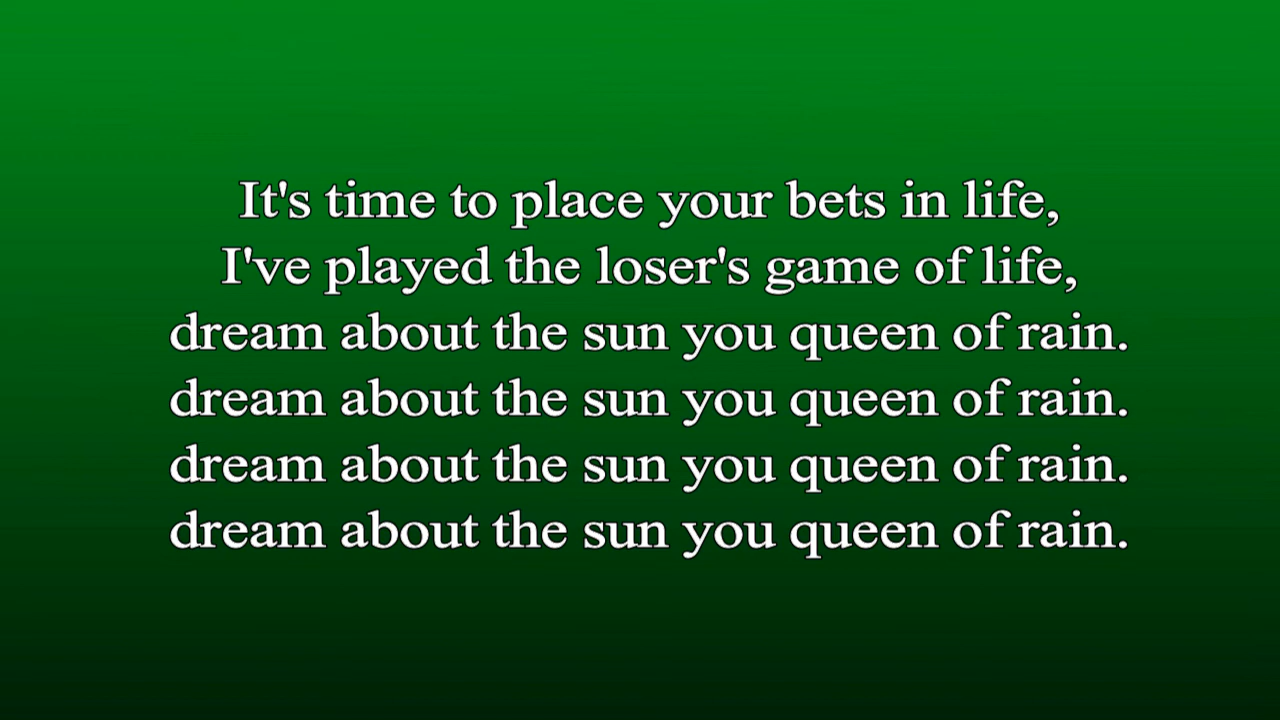 It's time to place your bets in life,
I've played the loser's game of life,
dream about the sun you queen of rain.
dream about the sun you queen of rain.
dream about the sun you queen of rain.
dream about the sun you queen of rain.